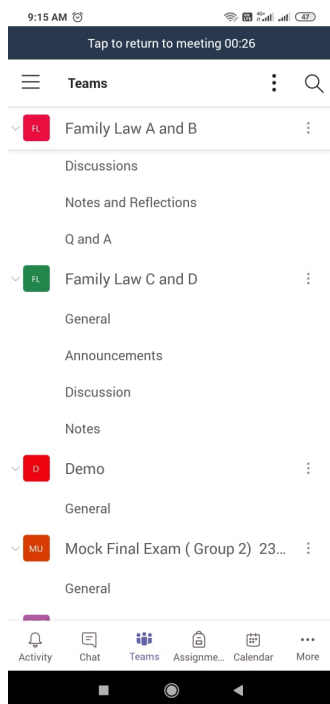 9:15 AM
47
Tap to return to meeting 00:26
Teams
FL Family Law A and B
Discussions
Notes and Reflections
Q and A
FL Family Law C and D
General
Announcements
Discussion
Notes
D Demo
General
MU Mock Final Exam ( Group 2) 23...
General
Activity Chat Teams Assignme... Calendar More